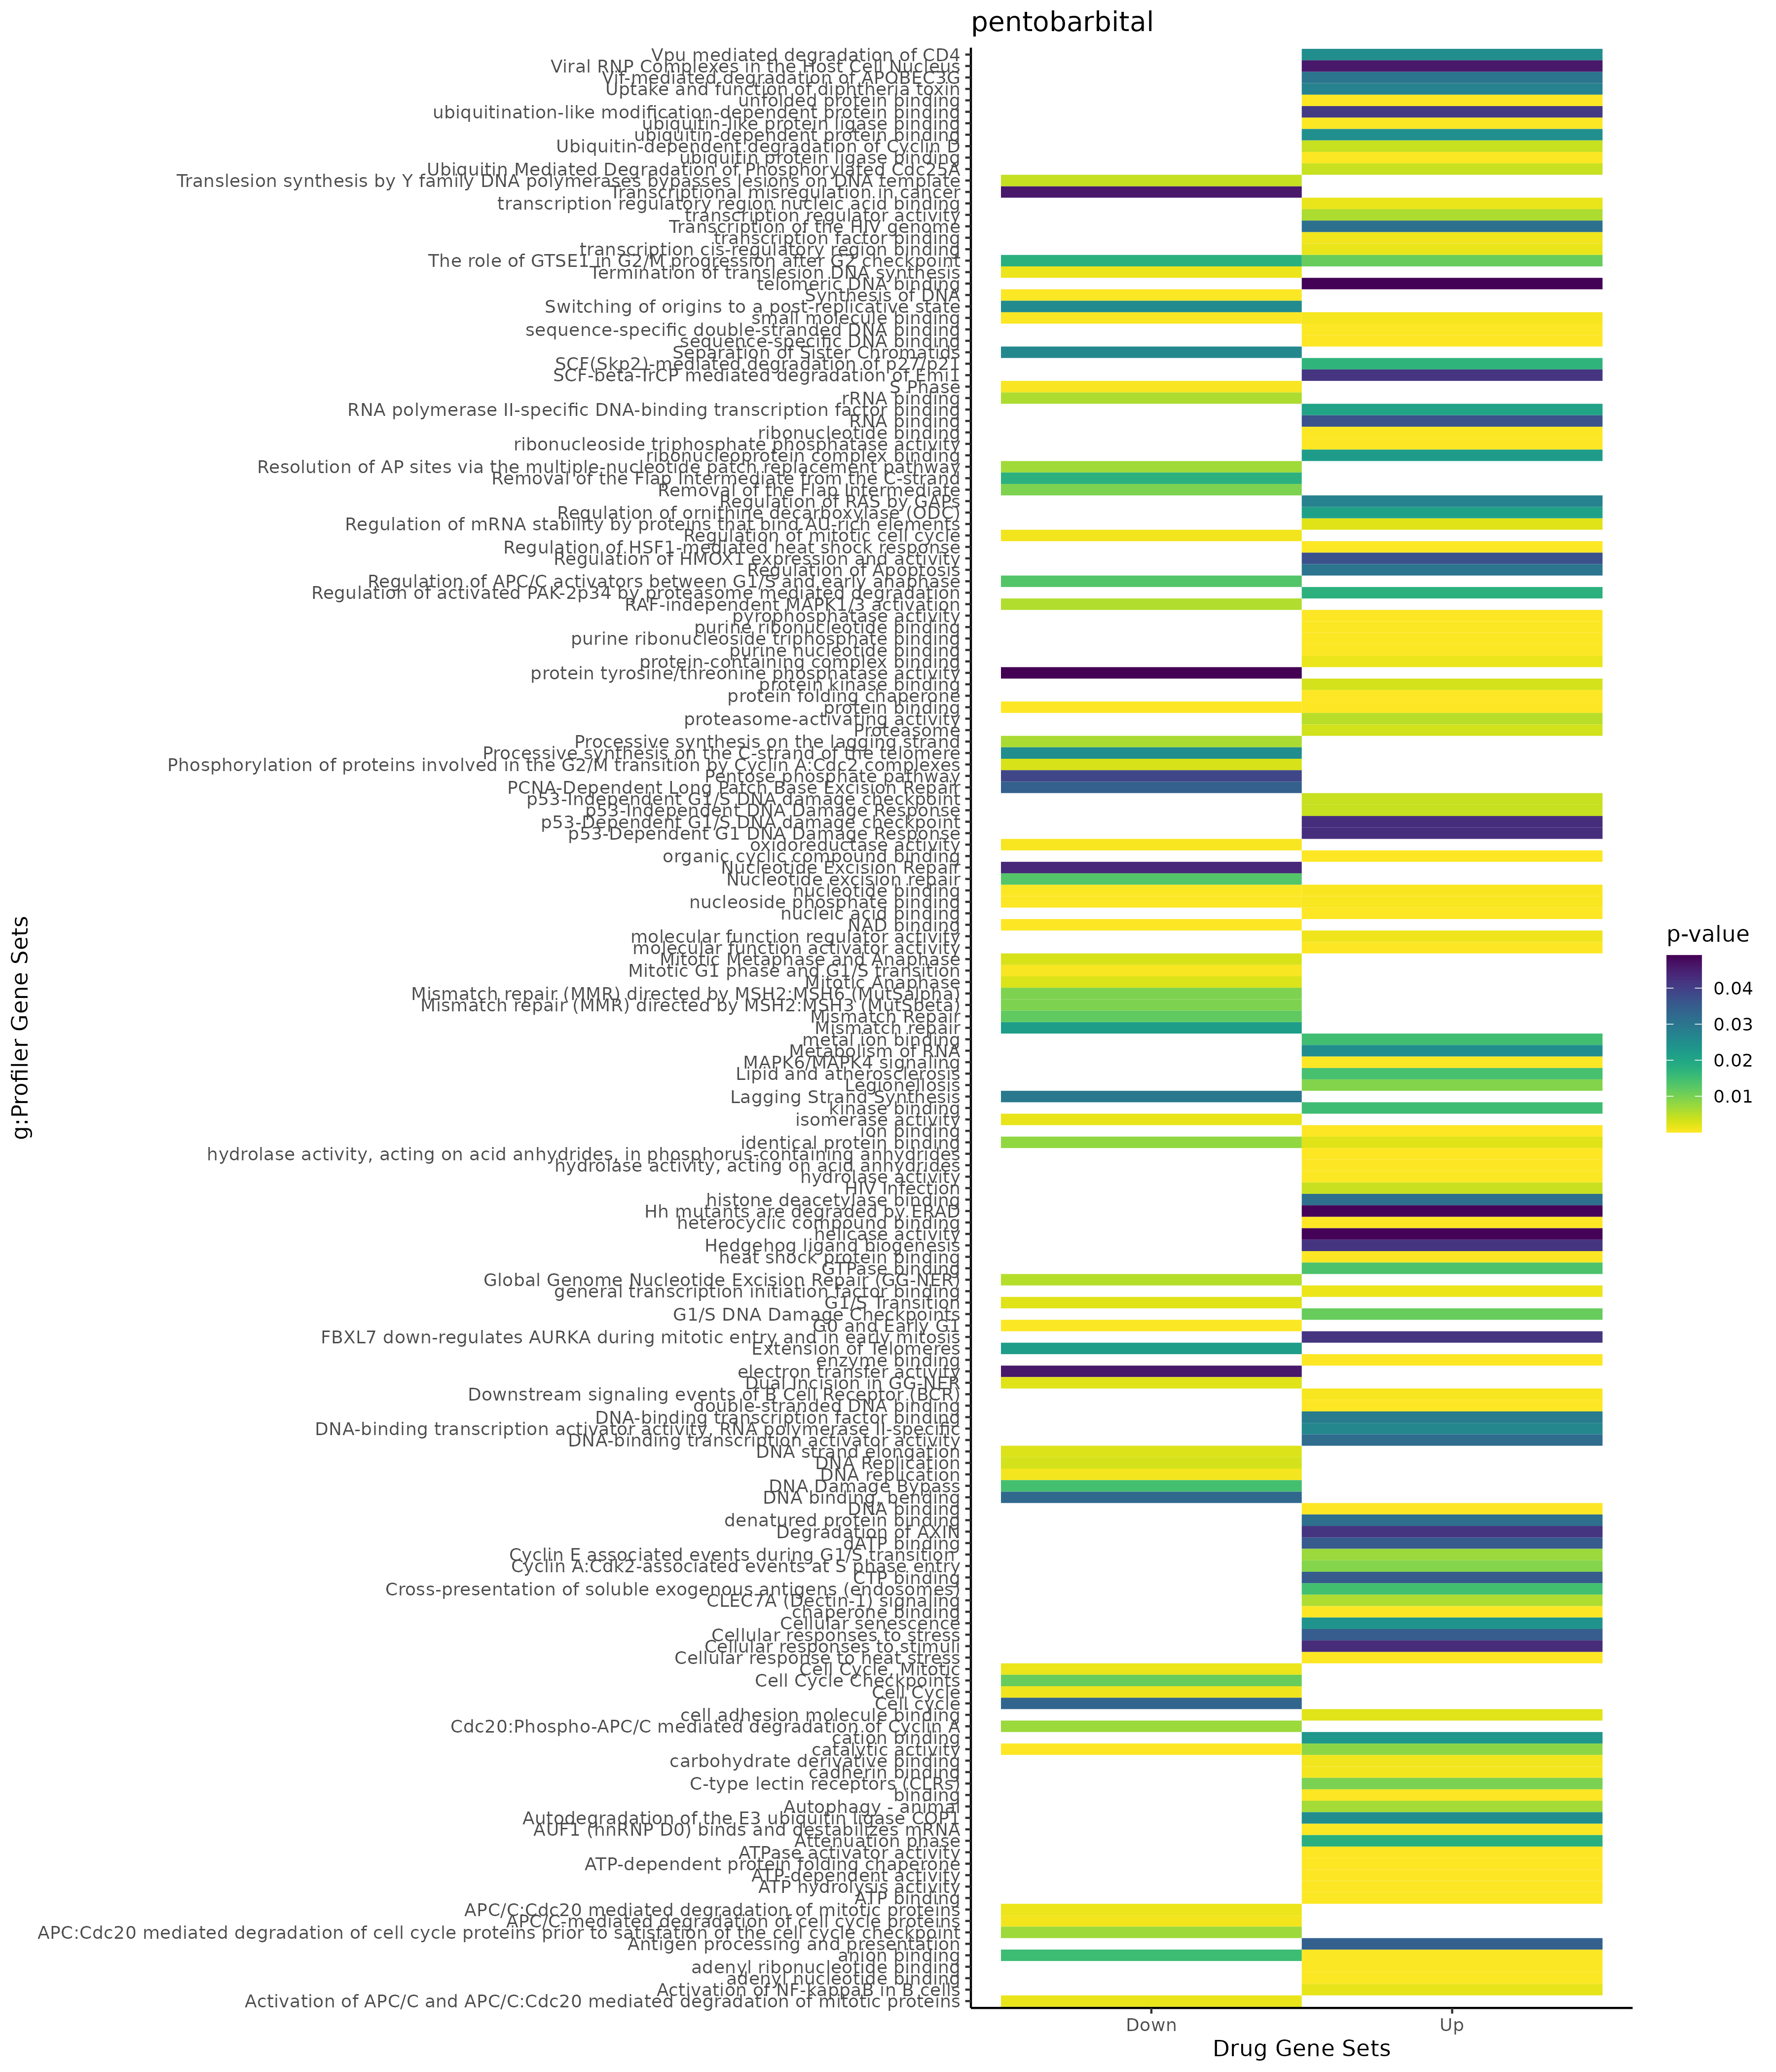 pentobarbital
Vpu mediated degradation of CD4
Viral RNP Complexes in the Host Cell Nucleus
Vif-mediated degradation of APOBEC3G
Uptake and function of diphtheria toxin
unfolded protein binding
ubiquitination-like modification-dependent protein binding
ubiquitin-like protein ligase binding
ubiquitin-dependent protein binding
Ubiquitin-dependent degradation of Cyclin D
ubiquitin protein ligase binding
Ubiquitin Mediated Degradation of Phosphorylated Cdc25A
Translesion synthesis by Y family DNA polymerases bypasses lesions on DNA template
Transcriptional misregulation in cancer
transcription regulatory region nucleic acid binding
transcription regulator activity
Transcription of the HIV genome
transcription factor binding
transcription cis-regulatory region binding
The role of GTSE1 in G2/M progression after G2 checkpoint
Termination of translesion DNA synthesis
telomeric DNA binding
Synthesis of DNA
Switching of origins to a post-replicative state
small molecule binding
sequence-specific double-stranded DNA binding
sequence-specific DNA binding
Separation of Sister Chromatids
SCF(Skp2)-mediated degradation of p27/p21
SCF-beta-TrCP mediated degradation of Emi1
S Phase
rRNA binding
RNA polymerase II-specific DNA-binding transcription factor binding
RNA binding
ribonucleotide binding
ribonucleoside triphosphate phosphatase activity
ribonucleoprotein complex binding
Resolution of AP sites via the multiple-nucleotide patch replacement pathway
Removal of the Flap Intermediate from the C-strand
Removal of the Flap Intermediate
Regulation of RAS by GAPs
Regulation of ornithine decarboxylase (ODC)
Regulation of mRNA stability by proteins that bind AU-rich elements
Regulation of mitotic cell cycle
Regulation of HSF1-mediated heat shock response
Regulation of HMOX1 expression and activity
Regulation of Apoptosis
Regulation of APC/C activators between G1/S and early anaphase
Regulation of activated PAK-2p34 by proteasome mediated degradation
RAF-independent MAPK1/3 activation
pyrophosphatase activity
purine ribonucleotide binding
purine ribonucleoside triphosphate binding
purine nucleotide binding
protein-containing complex binding
protein tyrosine/threonine phosphatase activity
protein kinase binding
protein folding chaperone
protein binding
proteasome-activating activity
Proteasome
Processive synthesis on the lagging strand
Processive synthesis on the C-strand of the telomere
Phosphorylation of proteins involved in the G2/M transition by Cyclin A:Cdc2 complexes
Pentose phosphate pathway
PCNA-Dependent Long Patch Base Excision Repair
p53-Independent G1/S DNA damage checkpoint
p53-Independent DNA Damage Response
p53-Dependent G1/S DNA damage checkpoint
p53-Dependent G1 DNA Damage Response
oxidoreductase activity
organic cyclic compound binding
Nucleotide Excision Repair
Nucleotide excision repair
nucleotide binding
nucleoside phosphate binding
nucleic acid binding
NAD binding
molecular function regulator activity
molecular function activator activity
Mitotic Metaphase and Anaphase
Mitotic G1 phase and G1/S transition
Mitotic Anaphase
Mismatch repair (MMR) directed by MSH2:MSH6 (MutSalpha)
Mismatch repair (MMR) directed by MSH2:MSH3 (MutSbeta)
Mismatch Repair
Mismatch repair
metal ion binding
Metabolism of RNA
MAPK6/MAPK4 signaling
Lipid and atherosclerosis
Legionellosis
Lagging Strand Synthesis
kinase binding
isomerase activity
ion binding
identical protein binding
hydrolase activity, acting on acid anhydrides, in phosphorus-containing anhydrides
hydrolase activity, acting on acid anhydrides
hydrolase activity
HIV Infection
histone deacetylase binding
Hh mutants are degraded by ERAD
heterocyclic compound binding
helicase activity
Hedgehog ligand biogenesis
heat shock protein binding
GTPase binding
Global Genome Nucleotide Excision Repair (GG-NER)
general transcription initiation factor binding
G1/S Transition
G1/S DNA Damage Checkpoints
G0 and Early G1
FBXL7 down-regulates AURKA during mitotic entry and in early mitosis
Extension of Telomeres
enzyme binding
electron transfer activity
Dual Incision in GG-NER
Downstream signaling events of B Cell Receptor (BCR)
double-stranded DNA binding
DNA-binding transcription factor binding
DNA-binding transcription activator activity, RNA polymerase II-specific
DNA-binding transcription activator activity
DNA strand elongation
DNA Replication
DNA replication
DNA Damage Bypass
DNA binding, bending
DNA binding
denatured protein binding
Degradation of AXIN
dATP binding
Cyclin E associated events during G1/S transition
Cyclin A:Cdk2-associated events at S phase entry
CTP binding
Cross-presentation of soluble exogenous antigens (endosomes)
CLEC7A (Dectin-1) signaling
chaperone binding
Cellular senescence
Cellular responses to stress
Cellular responses to stimuli
Cellular response to heat stress
Cell Cycle, Mitotic
Cell Cycle Checkpoints
Cell Cycle
Cell cycle
cell adhesion molecule binding
Cdc20:Phospho-APC/C mediated degradation of Cyclin A
cation binding
catalytic activity
carbohydrate derivative binding
cadherin binding
C-type lectin receptors (CLRs)
binding
Autophagy - animal
Autodegradation of the E3 ubiquitin ligase COP1
AUF1 (hnRNP D0) binds and destabilizes mRNA
Attenuation phase
ATPase activator activity
ATP-dependent protein folding chaperone
ATP-dependent activity
ATP hydrolysis activity
ATP binding
APC/C:Cdc20 mediated degradation of mitotic proteins
APC/C-mediated degradation of cell cycle proteins
APC:Cdc20 mediated degradation of cell cycle proteins prior to satisfation of the cell cycle checkpoint
Antigen processing and presentation
anion binding
adenyl ribonucleotide binding
adenyl nucleotide binding
Activation of NF-kappaB in B cells
Activation of APC/C and APC/C:Cdc20 mediated degradation of mitotic proteins
Down
Up
Drug Gene Sets
g:Profiler Gene Sets
p-value
0.04
0.03
0.02
0.01